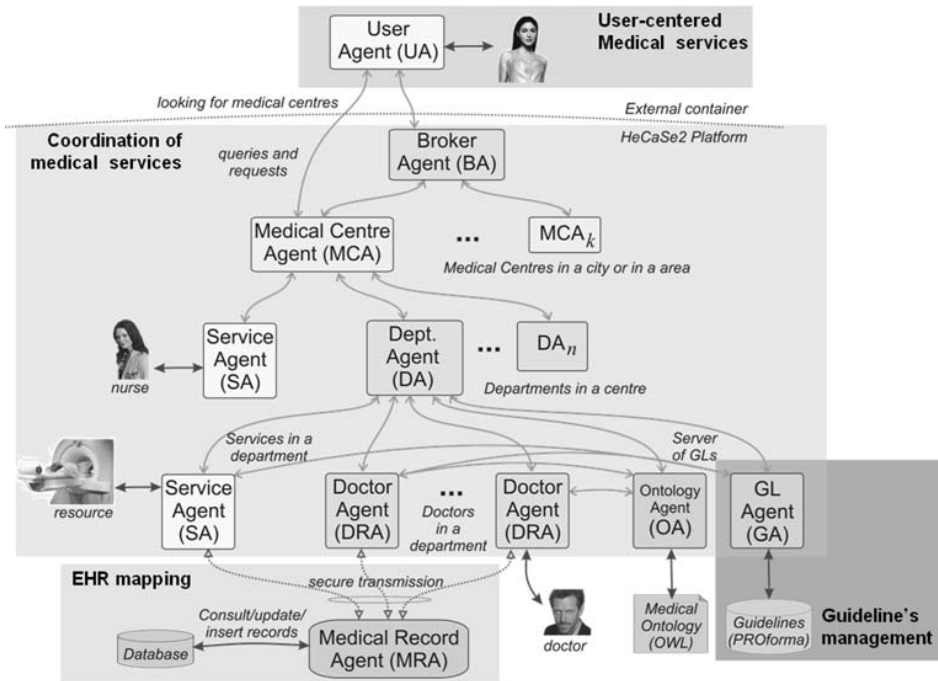 User-centered
Medical services
User
Agent (UA)
looking for medical centres
External container
HeCaSe2 Platform
Coordination of
medical services
queries and
requests
Broker
Agent (BA)
Medical Centre
Agent (MCA)
...
MCAk
Medical Centres in a city or in a area
Service
Agent
(SA)
nurse
Dept.
Agent
(DA)
...
DAn
Departments in a centre
Services in a
department
Server
of GLs
resource
Service
Agent
(SA)
Doctor
Agent
(DRA)
...
Doctors
in a
department
Doctor
Agent
(DRA)
Ontology
Agent
(OA)
GL
Agent
(GA)
EHR mapping
secure transmission
Consult/update/
insert records
Database
Medical Record
Agent (MRA)
doctor
Medical
Ontology
(OWL)
Guidelines
(PROforma)
Guideline's
management